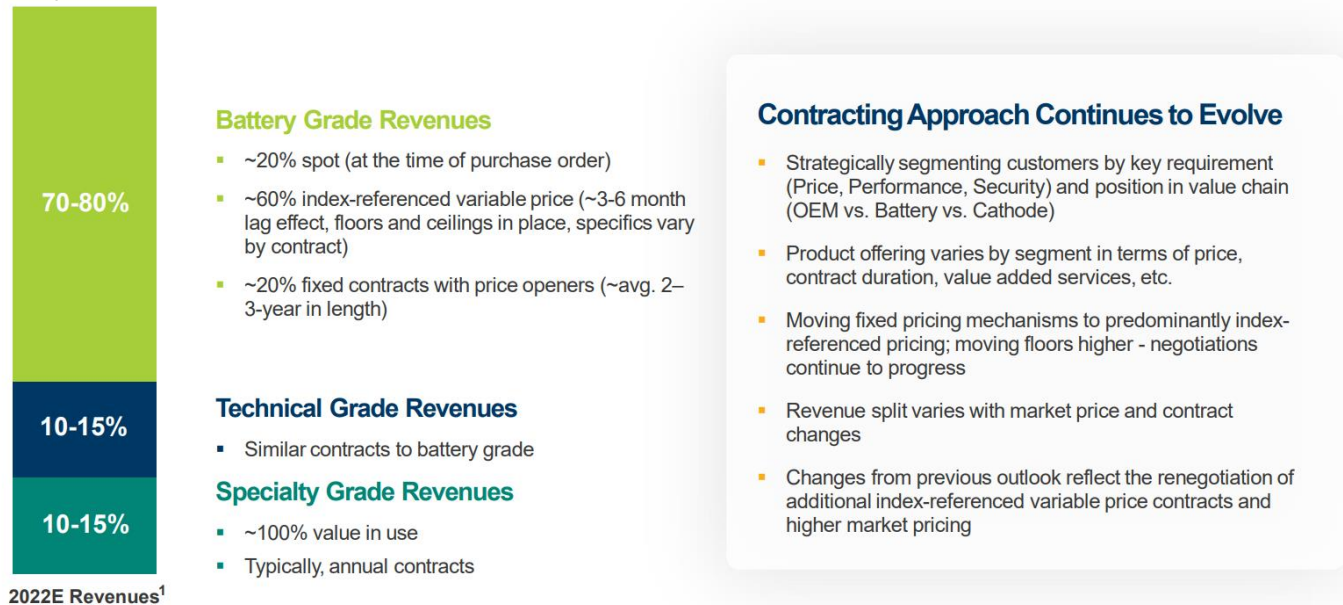 70-80%
10-15%
10-15%
2022E Revenues¹
Battery Grade Revenues
▪ ~20% spot (at the time of purchase order)
▪ ~60% index-referenced variable price (~3-6 month
lag effect, floors and ceilings in place, specifics vary
by contract)
▪ ~20% fixed contracts with price openers (~avg. 2–
3-year in length)
Technical Grade Revenues
▪ Similar contracts to battery grade
Specialty Grade Revenues
▪ ~100% value in use
▪ Typically, annual contracts
Contracting Approach Continues to Evolve
▪ Strategically segmenting customers by key requirement
(Price, Performance, Security) and position in value chain
(OEM vs. Battery vs. Cathode)
▪ Product offering varies by segment in terms of price,
contract duration, value added services, etc.
▪ Moving fixed pricing mechanisms to predominantly index-
referenced pricing; moving floors higher - negotiations
continue to progress
▪ Revenue split varies with market price and contract
changes
▪ Changes from previous outlook reflect the renegotiation of
additional index-referenced variable price contracts and
higher market pricing